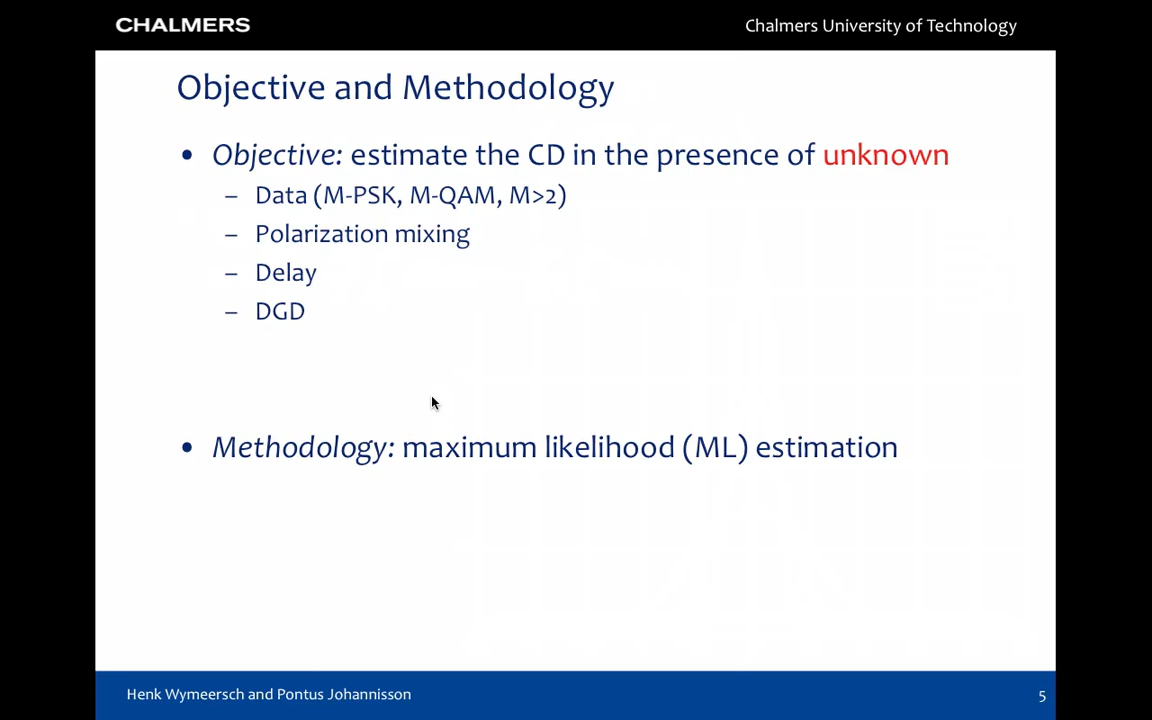 CHALMERS
Chalmers University of Technology
Objective and Methodology
• Objective: estimate the CD in the presence of unknown
– Data (M-PSK, M-QAM, M>2)
– Polarization mixing
– Delay
– DGD
• Methodology: maximum likelihood (ML) estimation
Henk Wymeersch and Pontus Johannisson
5